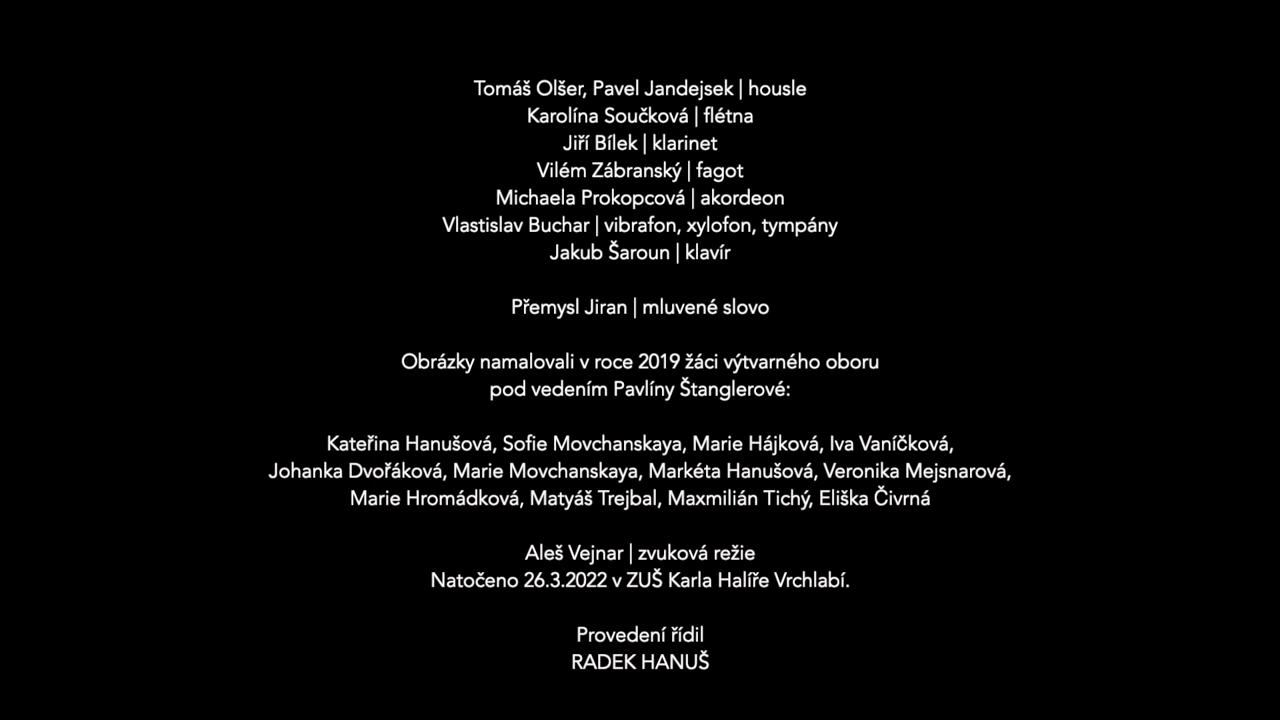 Tomáš Olšer, Pavel Jandejsek | housle
Karolína Součková | flétna
Jiří Bílek | klarinet
Vilém Zábranský | fagot
Michaela Prokopcová | akordeon
Vlastislav Buchar | vibrafon, xylofon, tympány
Jakub Šaroun | klavír
Přemysl Jiran | mluvené slovo
Obrázky namalovali v roce 2019 žáci výtvarného oboru
pod vedením Pavlíny Štanglerové:
Kateřina Hanušová, Sofie Movchanskaya, Marie Hájková, Iva Vaníčková,
Johanka Dvořáková, Marie Movchanskaya, Markéta Hanušová, Veronika Mejsnarová,
Marie Hromádková, Matyáš Trejbal, Maxmilián Tichý, Eliška Čivrná
Aleš Vejnar | zvuková režie
Natočeno 26.3.2022 v ZUŠ Karla Halíře Vrchlabí.
Provedení řídil
RADEK HANUŠ